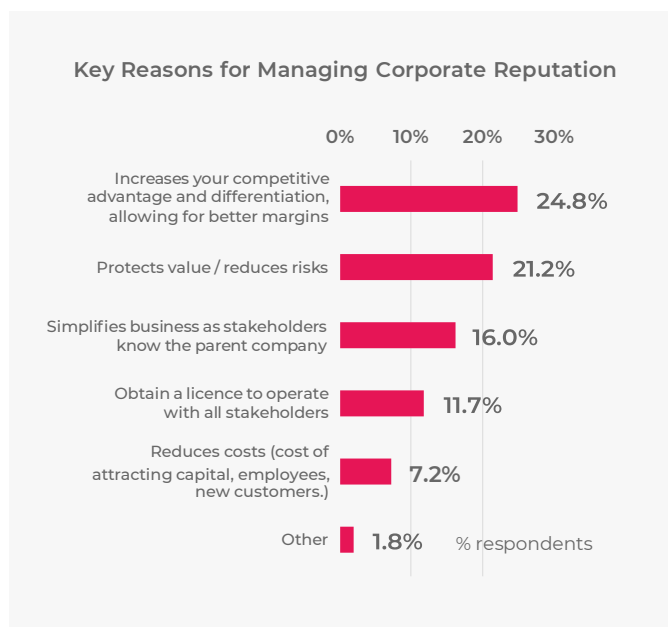 Key Reasons for Managing Corporate Reputation
0% 10% 20% 30%
Increases your competitive
advantage and differentiation,
allowing for better margins
24.8%
Protects value / reduces risks
21.2%
Simplifies business as stakeholders
know the parent company
16.0%
Obtain a licence to operate
with all stakeholders
11.7%
Reduces costs (cost of
attracting capital, employees,
new customers.)
7.2%
Other
1.8%
% respondents